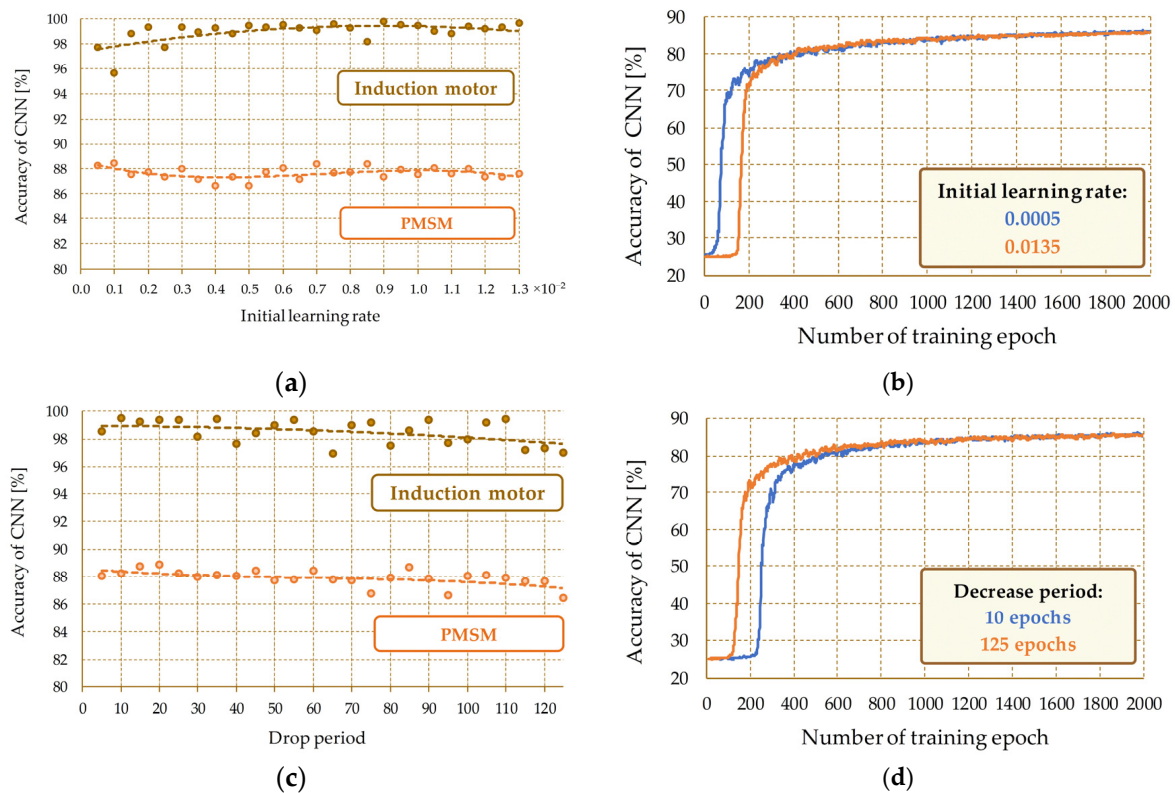 Accuracy of CNN [%]
100
98
96
94
92
90
88
86
84
82
80
Induction motor
PMSM
0.0 0.1 0.2 0.3 0.4 0.5 0.6 0.7 0.8 0.9 1.0 1.1 1.2 1.3 ×10⁻²
Initial learning rate
(a)
Accuracy of CNN [%]
90
80
70
60
50
40
30
20
Initial learning rate:
0.0005
0.0135
0 200 400 600 800 1000 1200 1400 1600 1800 2000
Number of training epoch
(b)
Accuracy of CNN [%]
100
98
96
94
92
90
88
86
84
82
80
Induction motor
PMSM
0 10 20 30 40 50 60 70 80 90 100 110 120
Drop period
(c)
Accuracy of CNN [%]
90
80
70
60
50
40
30
20
Decrease period:
10 epochs
125 epochs
0 200 400 600 800 1000 1200 1400 1600 1800 2000
Number of training epoch
(d)